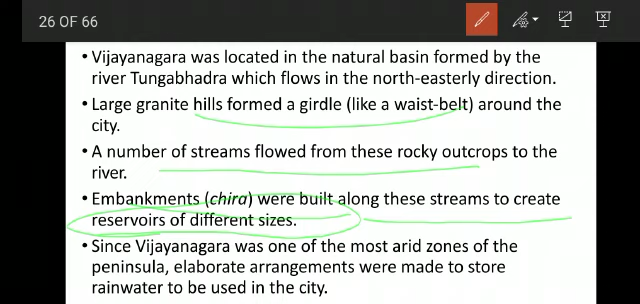 26 OF 66
• Vijayanagara was located in the natural basin formed by the
river Tungabhadra which flows in the north-easterly direction.
• Large granite hills formed a girdle (like a waist-belt) around the
city.
• A number of streams flowed from these rocky outcrops to the
river.
• Embankments (chira) were built along these streams to create
reservoirs of different sizes.
• Since Vijayanagara was one of the most arid zones of the
peninsula, elaborate arrangements were made to store
rainwater to be used in the city.